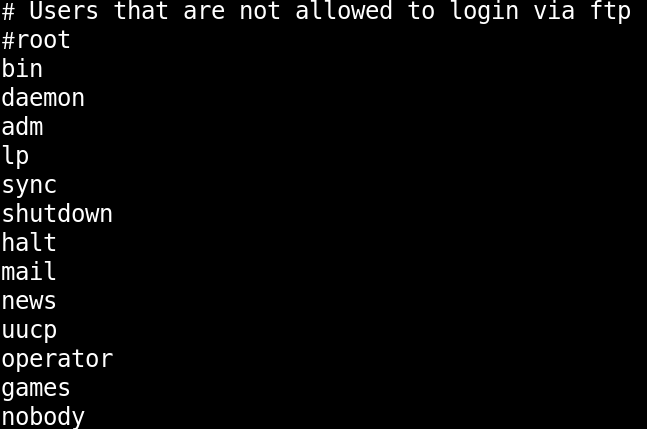 # Users that are not allowed to login via ftp
#root
bin
daemon
adm
lp
sync
shutdown
halt
mail
news
uucp
operator
games
nobody